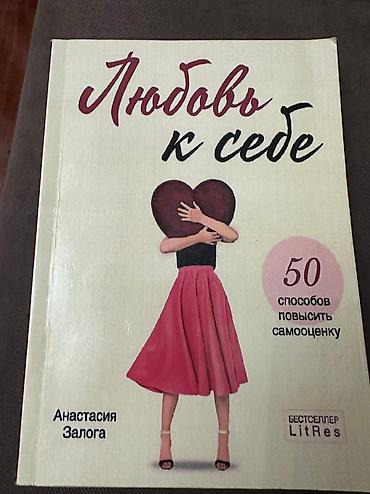 Любовь
к себе
50
способов
повысить
самооценку
Анастасия
Залога
БЕСТСЕЛЛЕР
LitRes